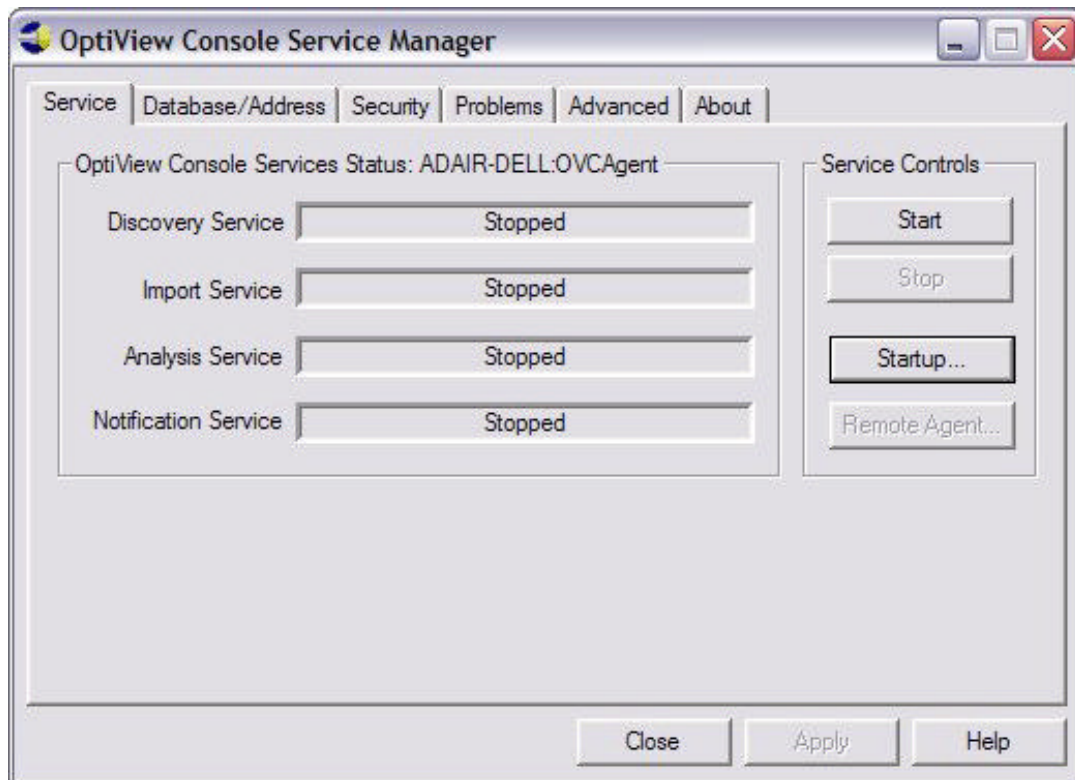 OptiView Console Service Manager
Service Database/Address Security Problems Advanced About
OptiView Console Services Status: ADAIR-DELL:OVCAgent
Service Controls
Discovery Service Stopped
Start
Import Service Stopped
Stop
Analysis Service Stopped
Startup...
Notification Service Stopped
Remote Agent...
Close Apply Help